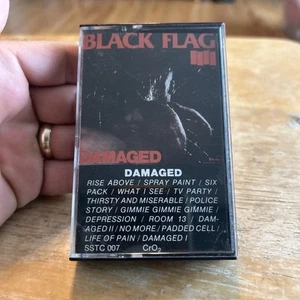 BLACK FLAG
DAMAGED
DAMAGED
RISE ABOVE / SPRAY PAINT / SIX
PACK / WHAT I SEE / TV PARTY /
THIRSTY AND MISERABLE / POLICE
STORY / GIMMIE GIMMIE GIMMIE /
DEPRESSION / ROOM 13 / DAM-
AGED II / NO MORE / PADDED CELL /
LIFE OF PAIN / DAMAGED I
SSTC 007 CrO₂